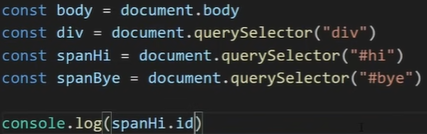 const body = document.body
const div = document.querySelector("div")
const spanHi = document.querySelector("#hi")
const spanBye = document.querySelector("#bye")
console.log(spanHi.id)